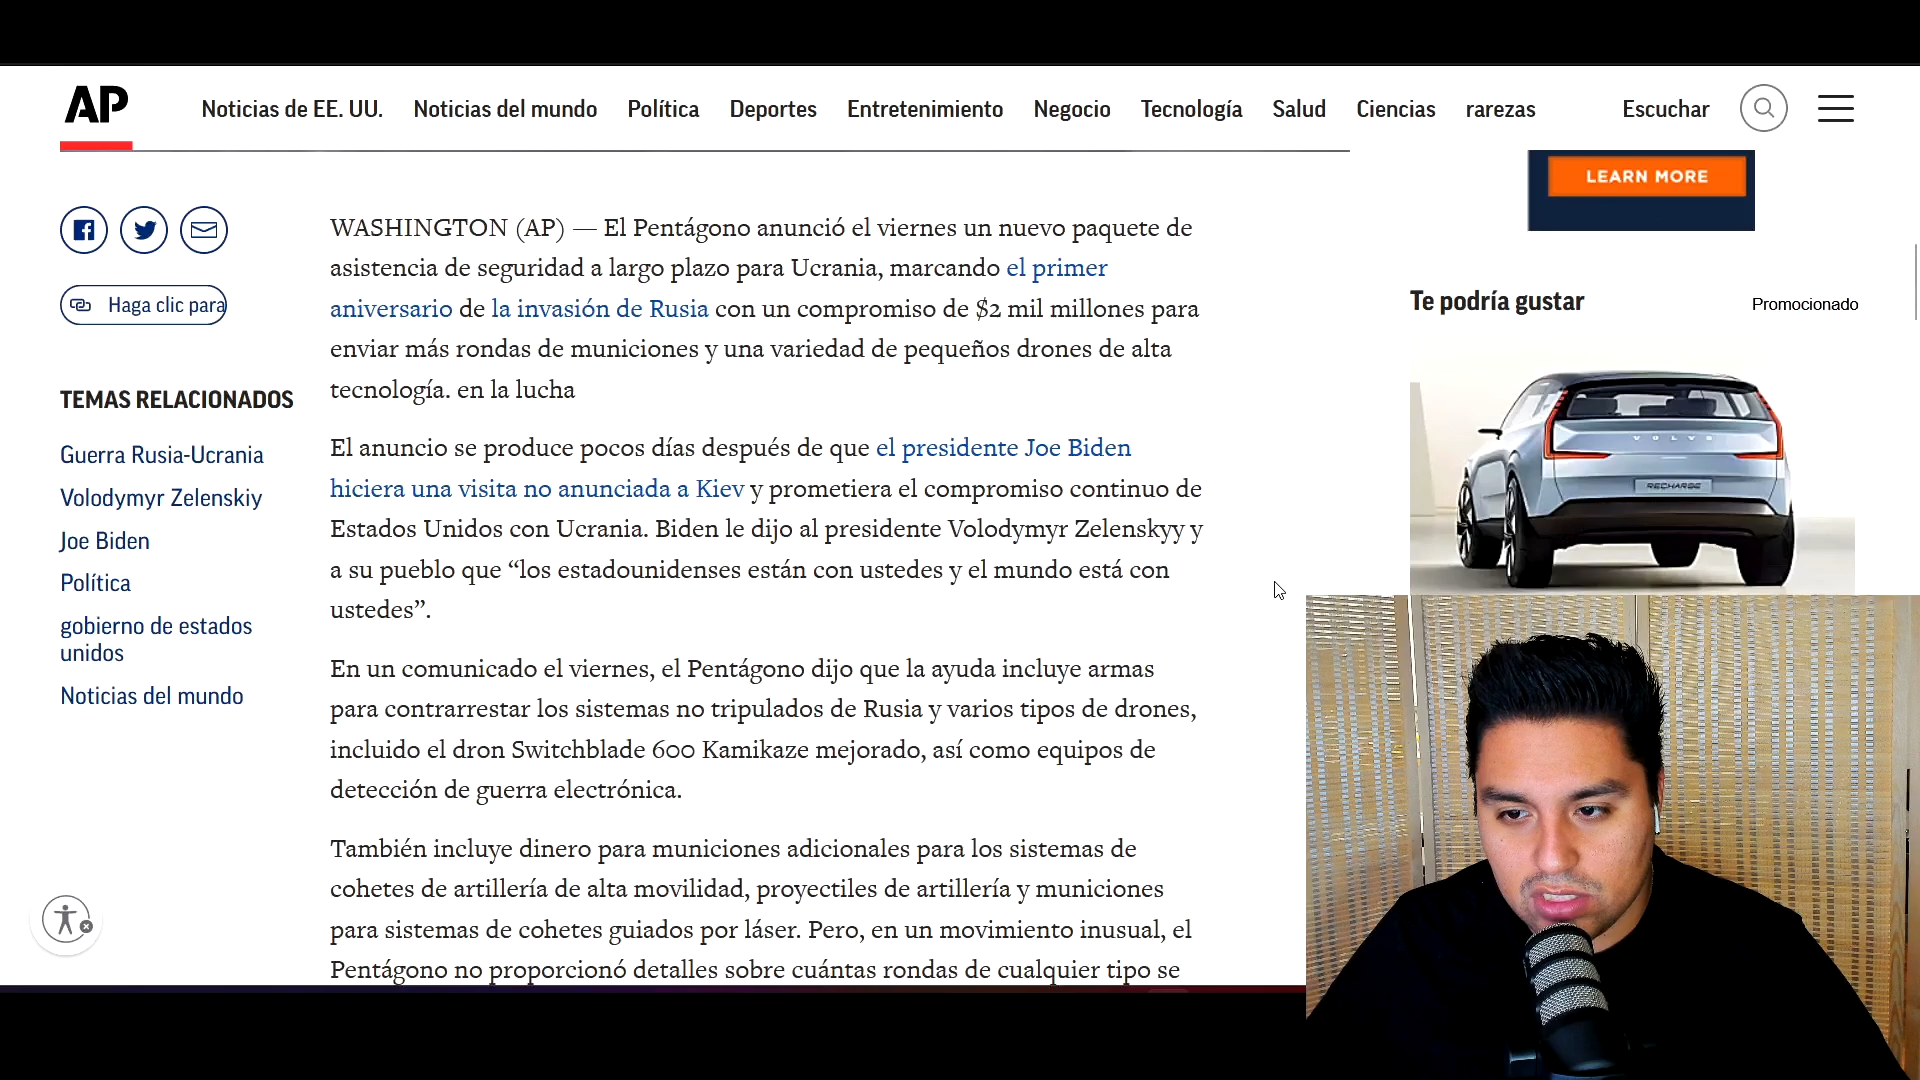 AP
Noticias de EE. UU. Noticias del mundo Política Deportes Entretenimiento Negocio Tecnología Salud Ciencias rarezas Escuchar
LEARN MORE
Haga clic para
TEMAS RELACIONADOS
Guerra Rusia-Ucrania
Volodymyr Zelenskiy
Joe Biden
Política
gobierno de estados
unidos
Noticias del mundo
WASHINGTON (AP) — El Pentágono anunció el viernes un nuevo paquete de
asistencia de seguridad a largo plazo para Ucrania, marcando el primer
aniversario de la invasión de Rusia con un compromiso de $2 mil millones para
enviar más rondas de municiones y una variedad de pequeños drones de alta
tecnología. en la lucha
El anuncio se produce pocos días después de que el presidente Joe Biden
hiciera una visita no anunciada a Kiev y prometiera el compromiso continuo de
Estados Unidos con Ucrania. Biden le dijo al presidente Volodymyr Zelenskyy y
a su pueblo que “los estadounidenses están con ustedes y el mundo está con
ustedes”.
En un comunicado el viernes, el Pentágono dijo que la ayuda incluye armas
para contrarrestar los sistemas no tripulados de Rusia y varios tipos de drones,
incluido el dron Switchblade 600 Kamikaze mejorado, así como equipos de
detección de guerra electrónica.
También incluye dinero para municiones adicionales para los sistemas de
cohetes de artillería de alta movilidad, proyectiles de artillería y municiones
para sistemas de cohetes guiados por láser. Pero, en un movimiento inusual, el
Pentágono no proporcionó detalles sobre cuántas rondas de cualquier tipo se
Te podría gustar Promocionado
VOLVO
RECHARGE